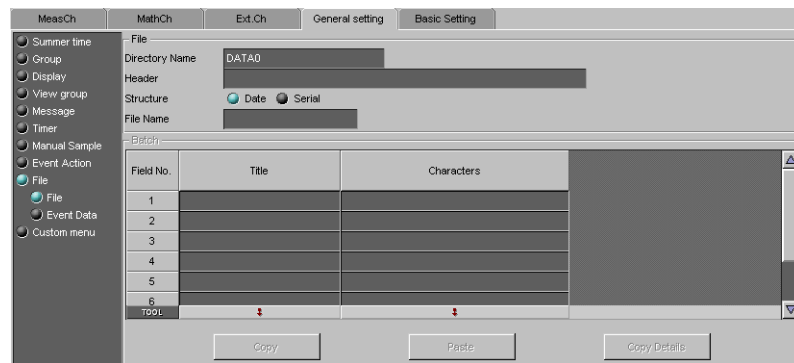 MeasCh MathCh Ext.Ch General setting Basic Setting
Summer time
Group
Display
View group
Message
Timer
Manual Sample
Event Action
File
File
Event Data
Custom menu
File
Directory Name DATA0
Header
Structure Date Serial
File Name
Batch
Field No. Title Characters
1
2
3
4
5
6
TOOL
Copy Paste Copy Details